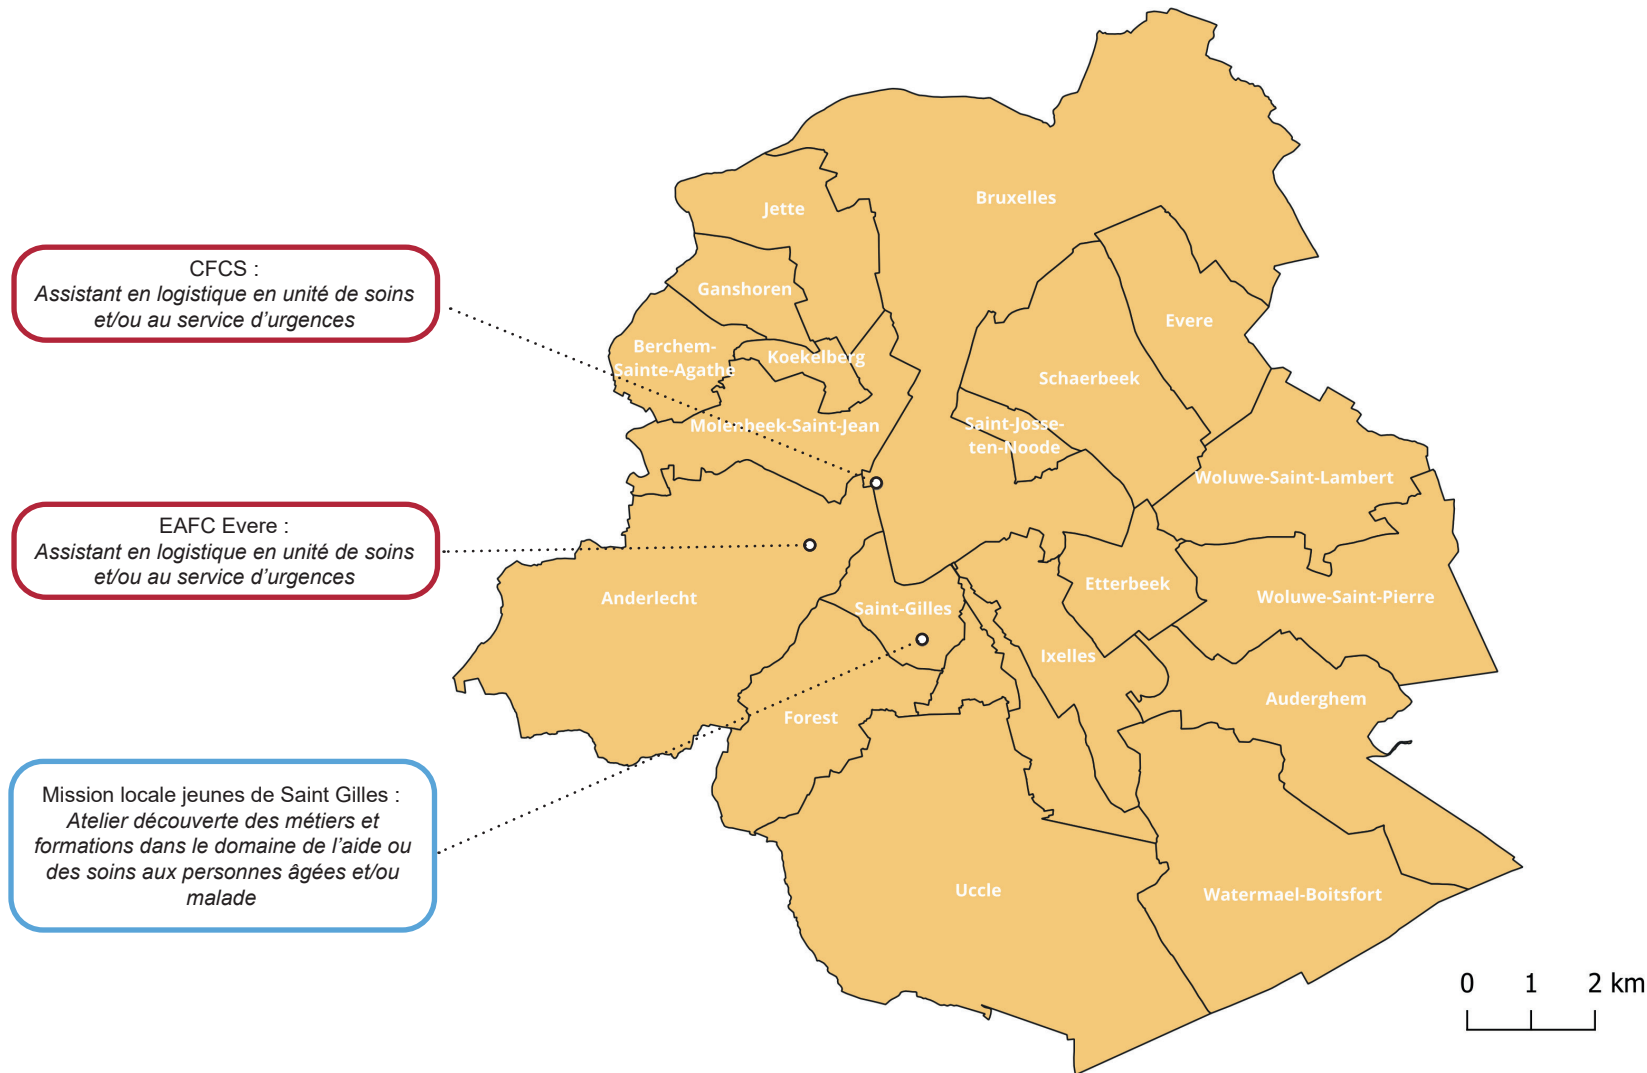 CFCS :
Assistant en logistique en unité de soins
et/ou au service d’urgences
EAFC Evere :
Assistant en logistique en unité de soins
et/ou au service d’urgences
Mission locale jeunes de Saint Gilles :
Atelier découverte des métiers et
formations dans le domaine de l’aide ou
des soins aux personnes âgées et/ou
malade
Bruxelles
Jette
Ganshoren
Evere
Berchem-
Sainte-Agathe
Koekelberg
Schaerbeek
Molenbeek-Saint-Jean
Saint-Josse-
ten-Noode
Woluwe-Saint-Lambert
Etterbeek
Woluwe-Saint-Pierre
Anderlecht
Saint-Gilles
Ixelles
Auderghem
Forest
Uccle
Watermael-Boitsfort
0 1 2 km